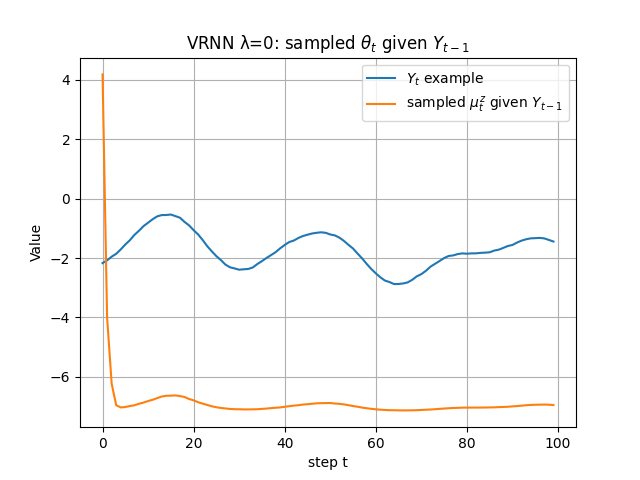 VRNN λ=0: sampled θ_t given Y_{t−1}
Y_t example
sampled μ_t^z given Y_{t−1}
4
2
0
−2
−4
−6
Value
0 20 40 60 80 100
step t